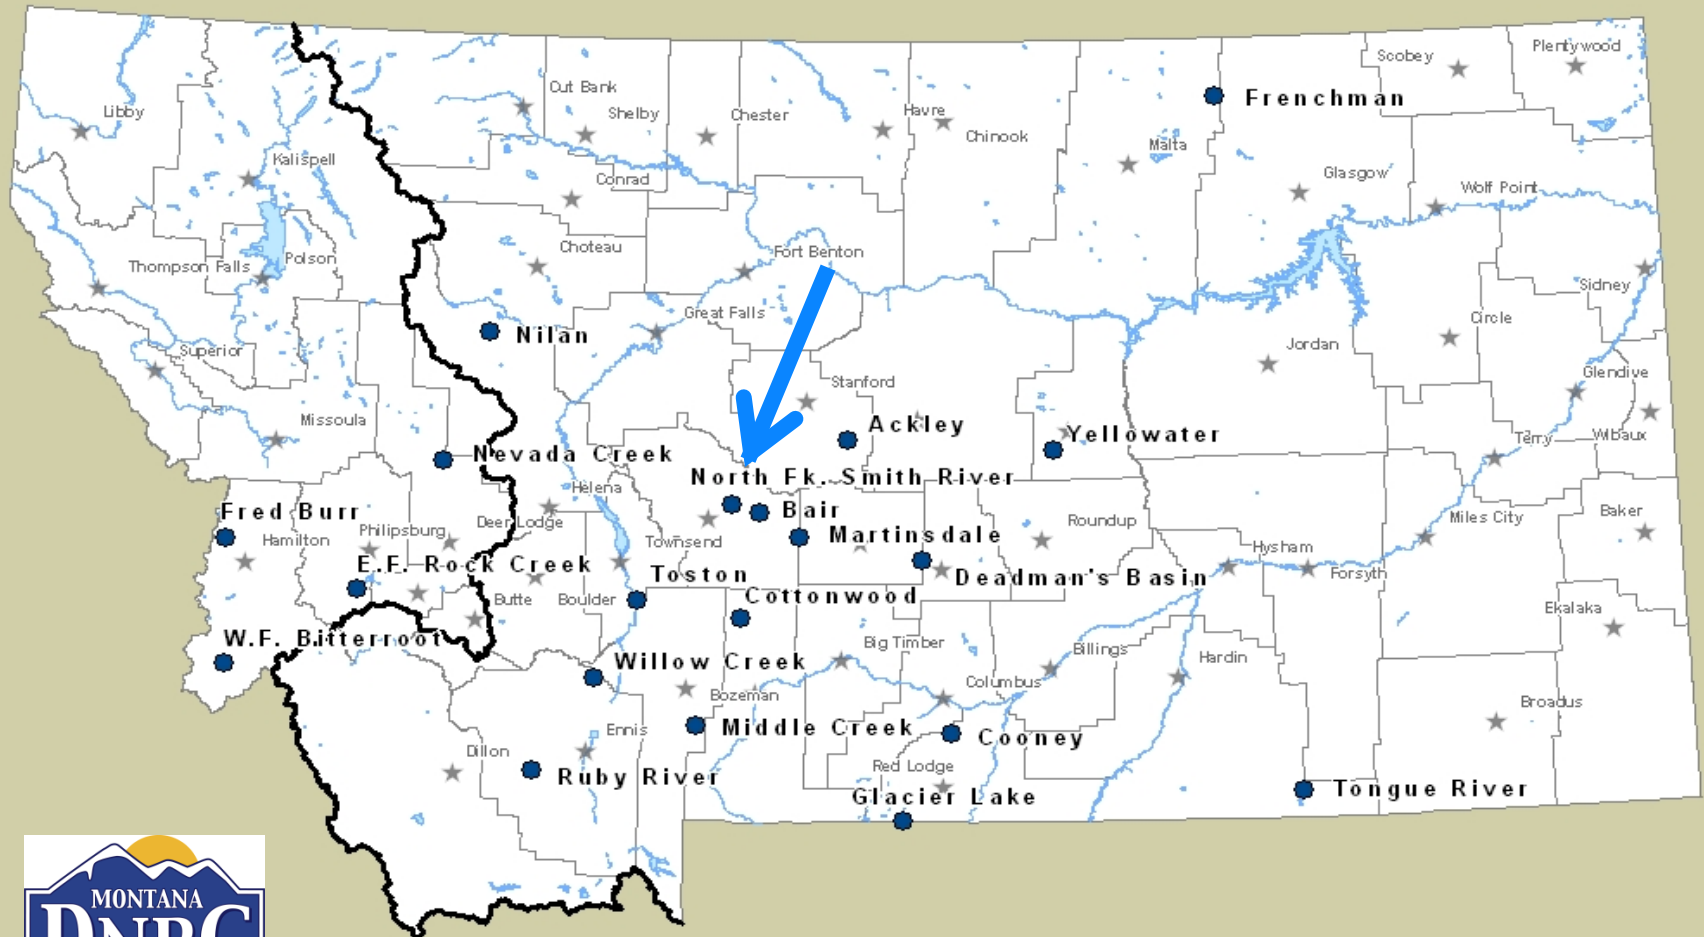 Plentywood
Scobey
Out Bank
Shelby
Chester
Havre
Frenchman
Libby
Chinook
Malta
Kalispell
Conrad
Glasgow
Wolf Point
Choteau
Fort Benton
Polson
Thompson Falls
Sidney
Great Falls
Circle
Nilan
Jordan
Superior
Glendive
Stanford
Missoula
Ackley
Yellowater
Terry
Wibaux
Nevada Creek
North Fk. Smith River
Helena
Fred Burr
Bair
Miles City
Baker
Philipsburg
Deer Lodge
Roundup
Hamilton
Townsend
Martinsdale
Hysham
E.F. Rock Creek
Toston
Deadman's Basin
Forsyth
Butte
Boulder
Cottonwood
Ekalaka
W.F. Bitterroot
Big Timber
Billings
Hardin
Willow Creek
Columbus
Bozeman
Broadus
Ennis
Middle Creek
Cooney
Dillon
Ruby River
Red Lodge
Glacier Lake
Tongue River
MONTANA
DNRC